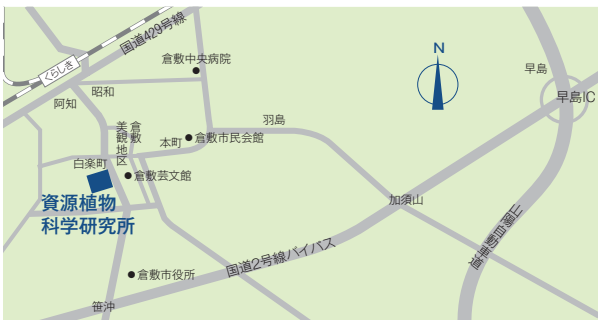 国道429号線
倉敷中央病院
N
くらしき
早島
昭和
早島IC
阿知
羽島
倉敷
美観地区
本町
倉敷市民会館
白楽町
倉敷芸文館
加須山
資源植物
科学研究所
山陽自動車道
国道2号線バイパス
倉敷市役所
笹沖